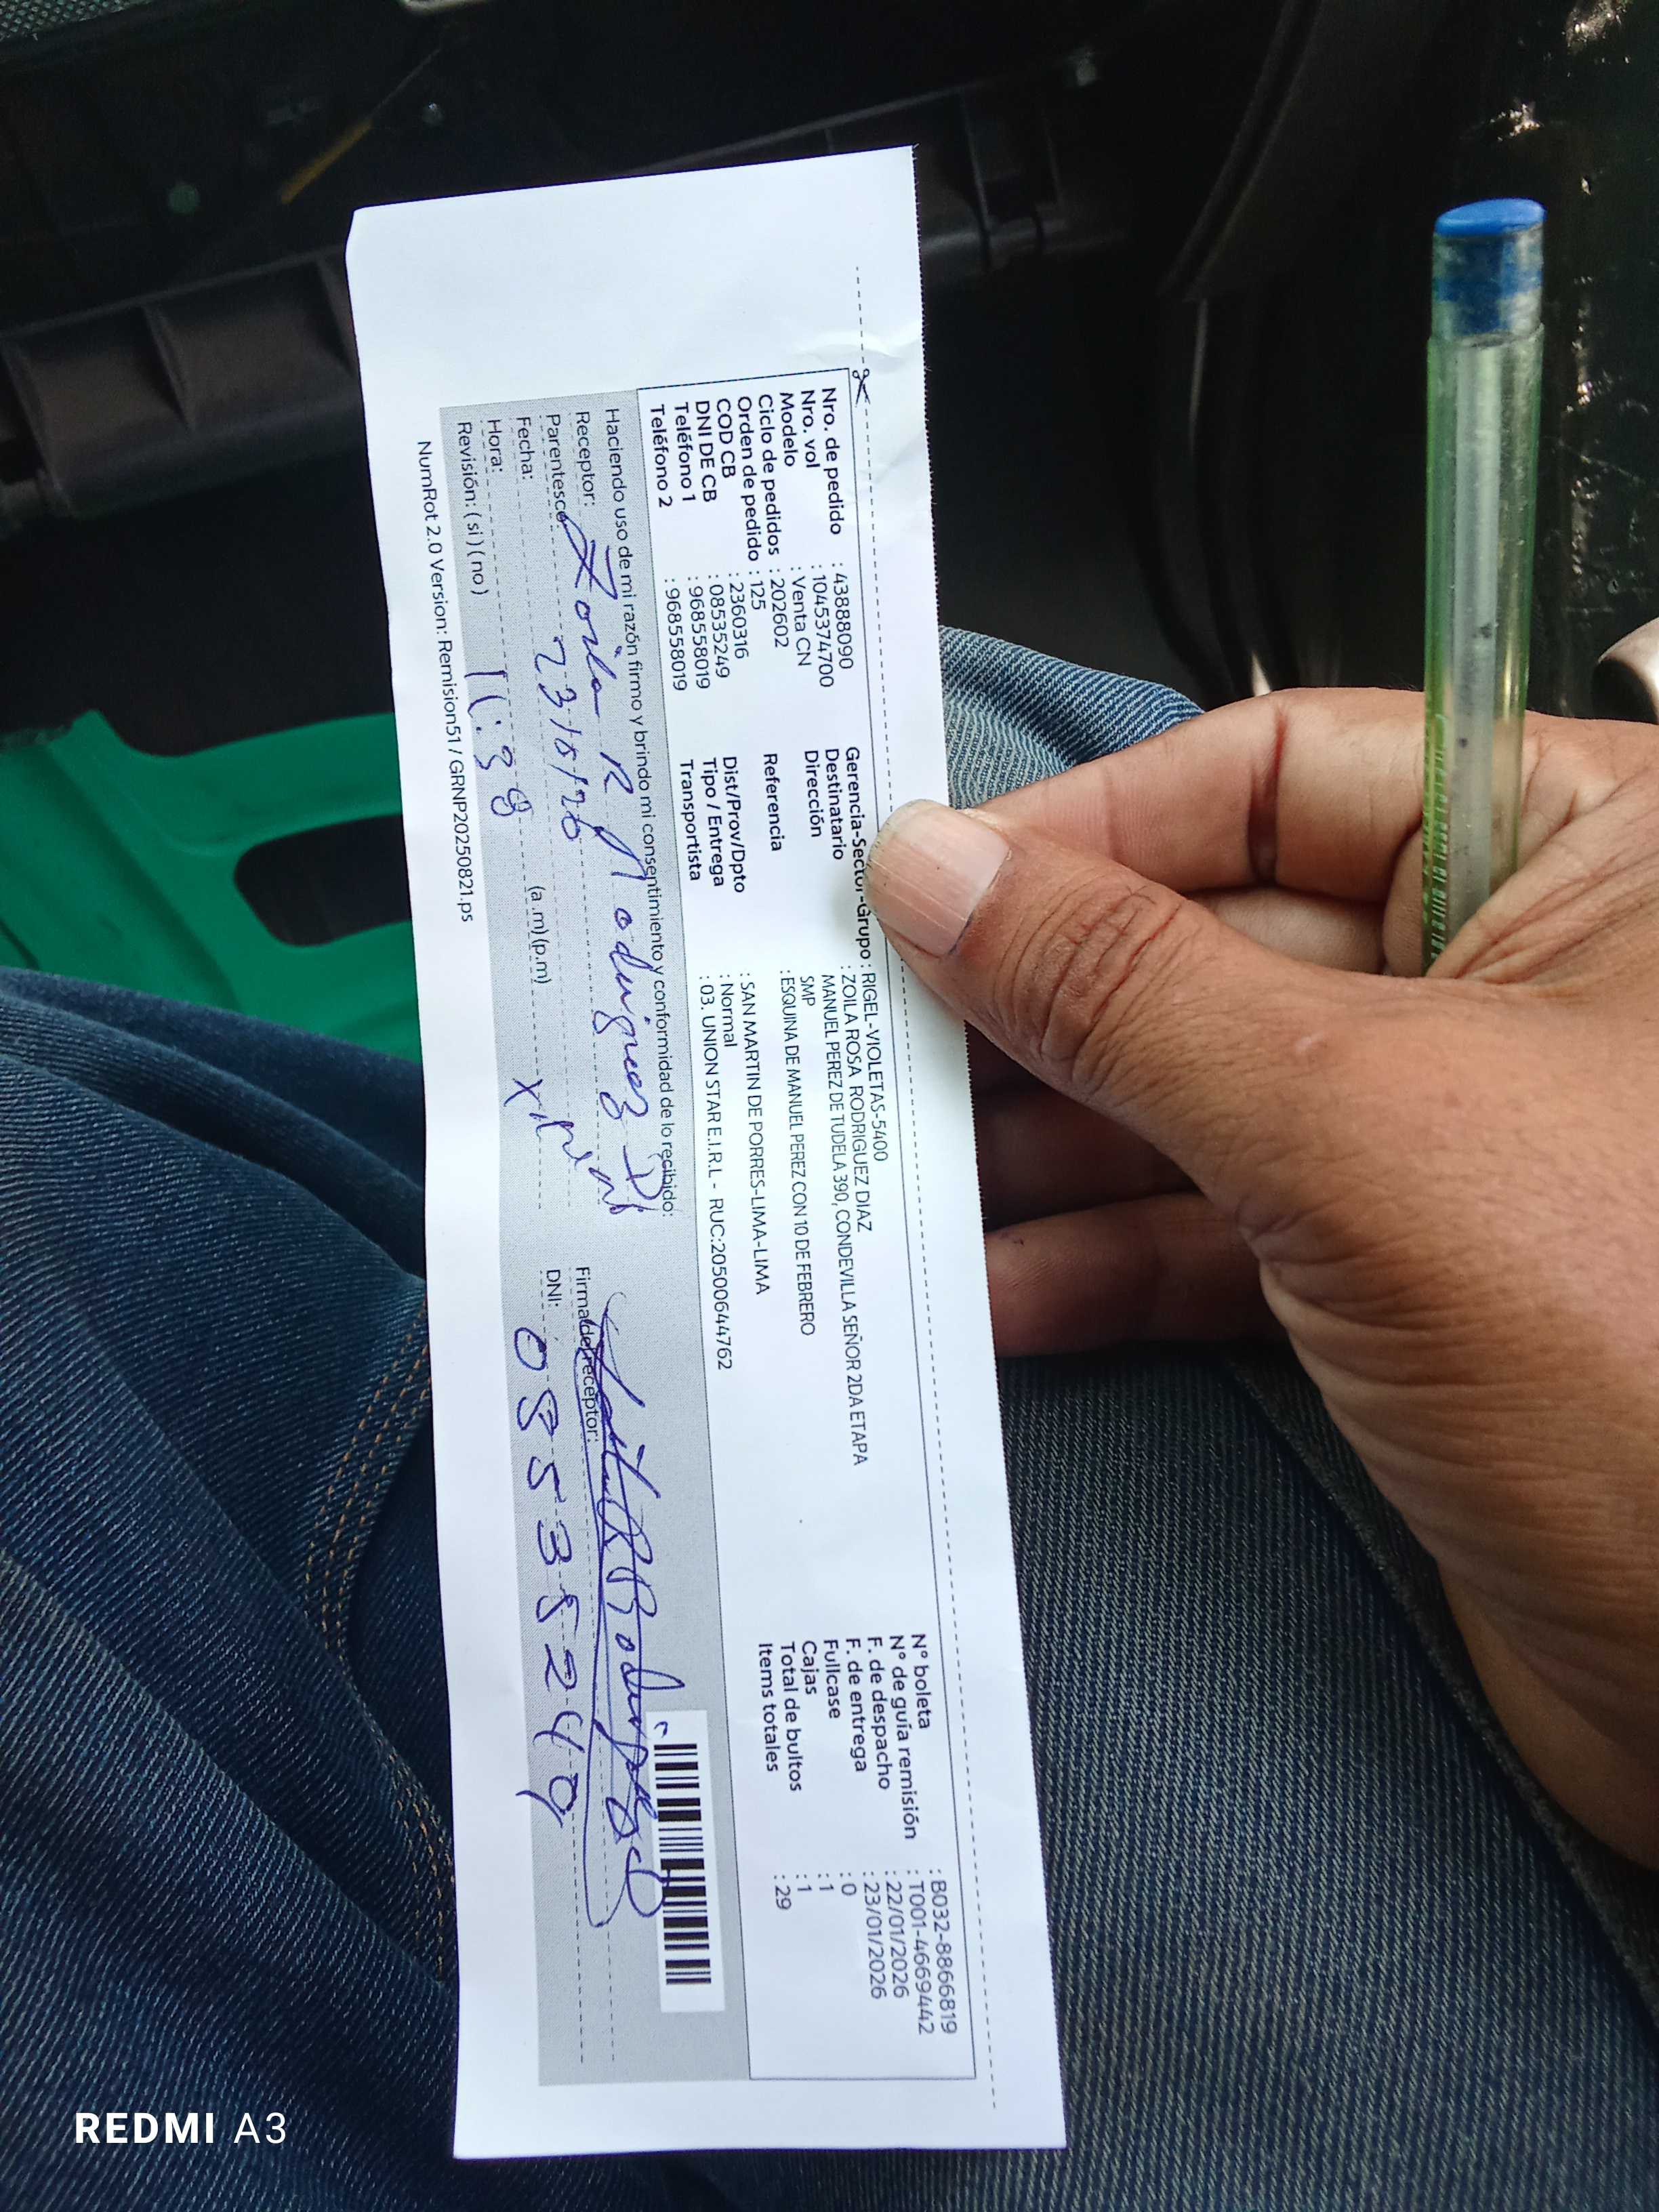 Nro. de pedido : 43888090
Nro. vol : 1045374700
Modelo : Venta CN
Ciclo de pedidos : 202602
Orden de pedido : 125
COD CB : 2360316
DNI DE CB : 08535249
Teléfono 1 : 968558019
Teléfono 2 : 968558019
Gerencia-Sector-Grupo : RIGEL-VIOLETAS-5400
Destinatario : ZOILA ROSA RODRIGUEZ DIAZ
Dirección MANUEL PEREZ DE TUDELA 390, CONDEVILLA SEÑOR 2DA ETAPA
SMP
Referencia : ESQUINA DE MANUEL PEREZ CON 10 DE FEBRERO
Dist/Prov/Dpto : SAN MARTIN DE PORRES-LIMA-LIMA
Tipo / Entrega : Normal
Transportista : 03. UNION STAR E.I.R.L - RUC:20500644762
N° boleta : B032-8866819
N° de guía remisión : T001-4669442
F. de despacho : 22/01/2026
F. de entrega : 23/01/2026
Fullcase : 0
Cajas : 1
Total de bultos : 1
Items totales : 29
Haciendo uso de mi razón firmo y brindo mi consentimiento y conformidad de lo recibido:
Receptor: Zoila R Rodriguez D
Parentesco:
Fecha:
Hora: 11:38 (a.m) (p.m)
Revisión: ( si ) ( no )
Firma del receptor:
DNI: 08535249
NumRot 2.0 Version: Remision51 / GRNP20250821.ps
REDMI A3